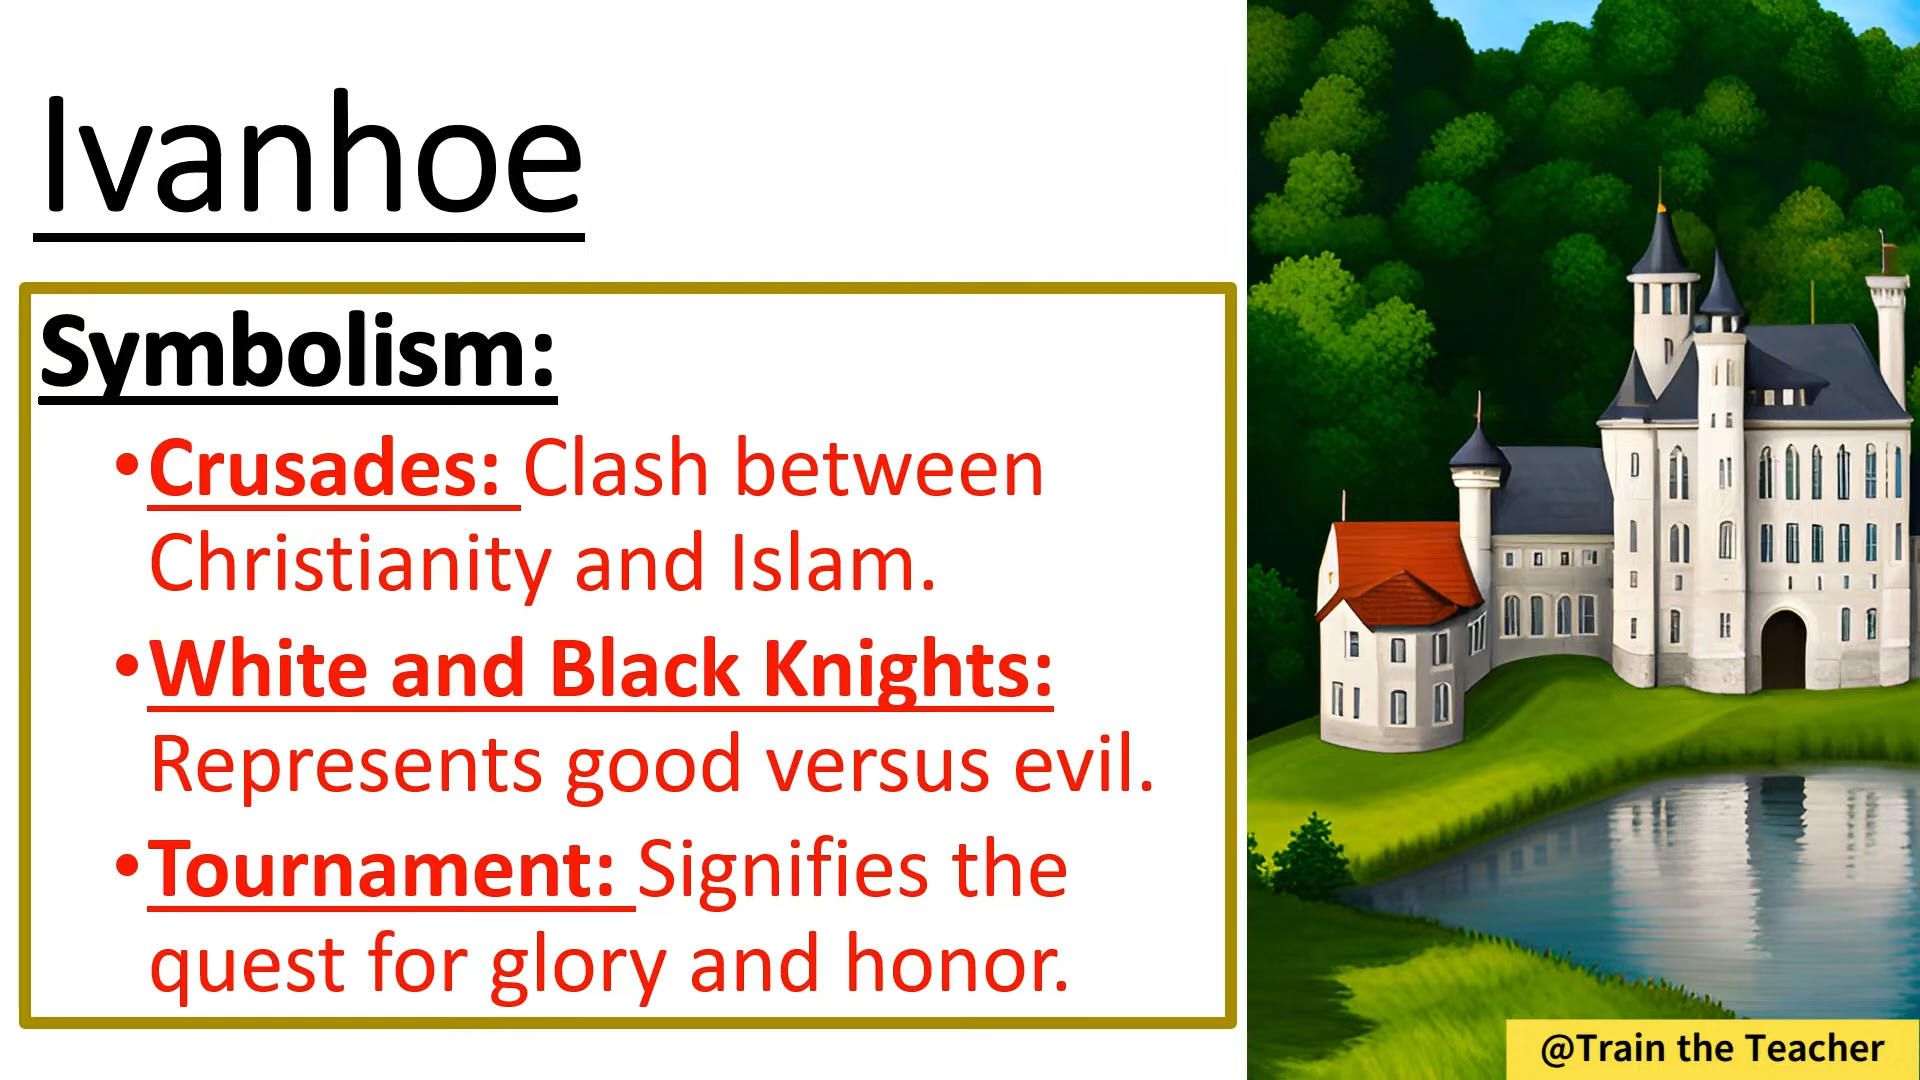 Ivanhoe
Symbolism:
•Crusades: Clash between
Christianity and Islam.
•White and Black Knights:
Represents good versus evil.
•Tournament: Signifies the
quest for glory and honor.
@Train the Teacher